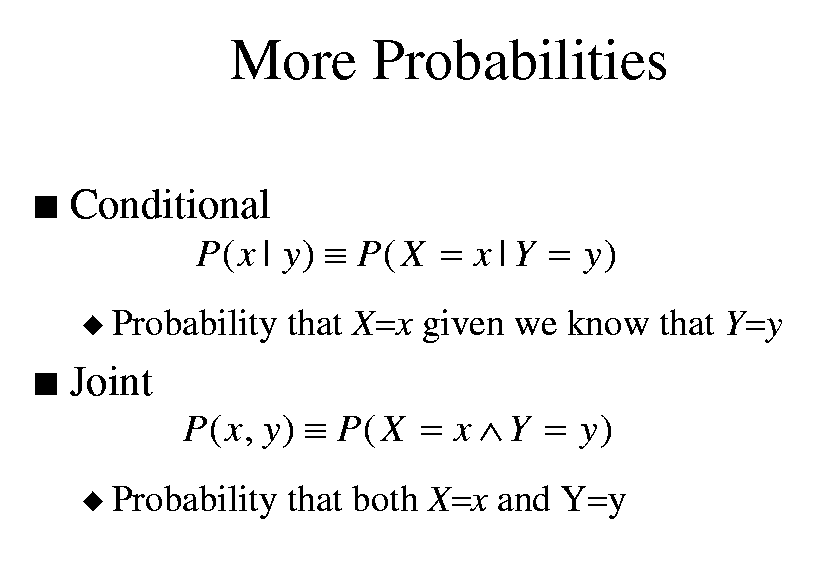 More Probabilities
■ Conditional
P(x | y) ≡ P(X = x | Y = y)
◆ Probability that X=x given we know that Y=y
■ Joint
P(x, y) ≡ P(X = x ∧ Y = y)
◆ Probability that both X=x and Y=y